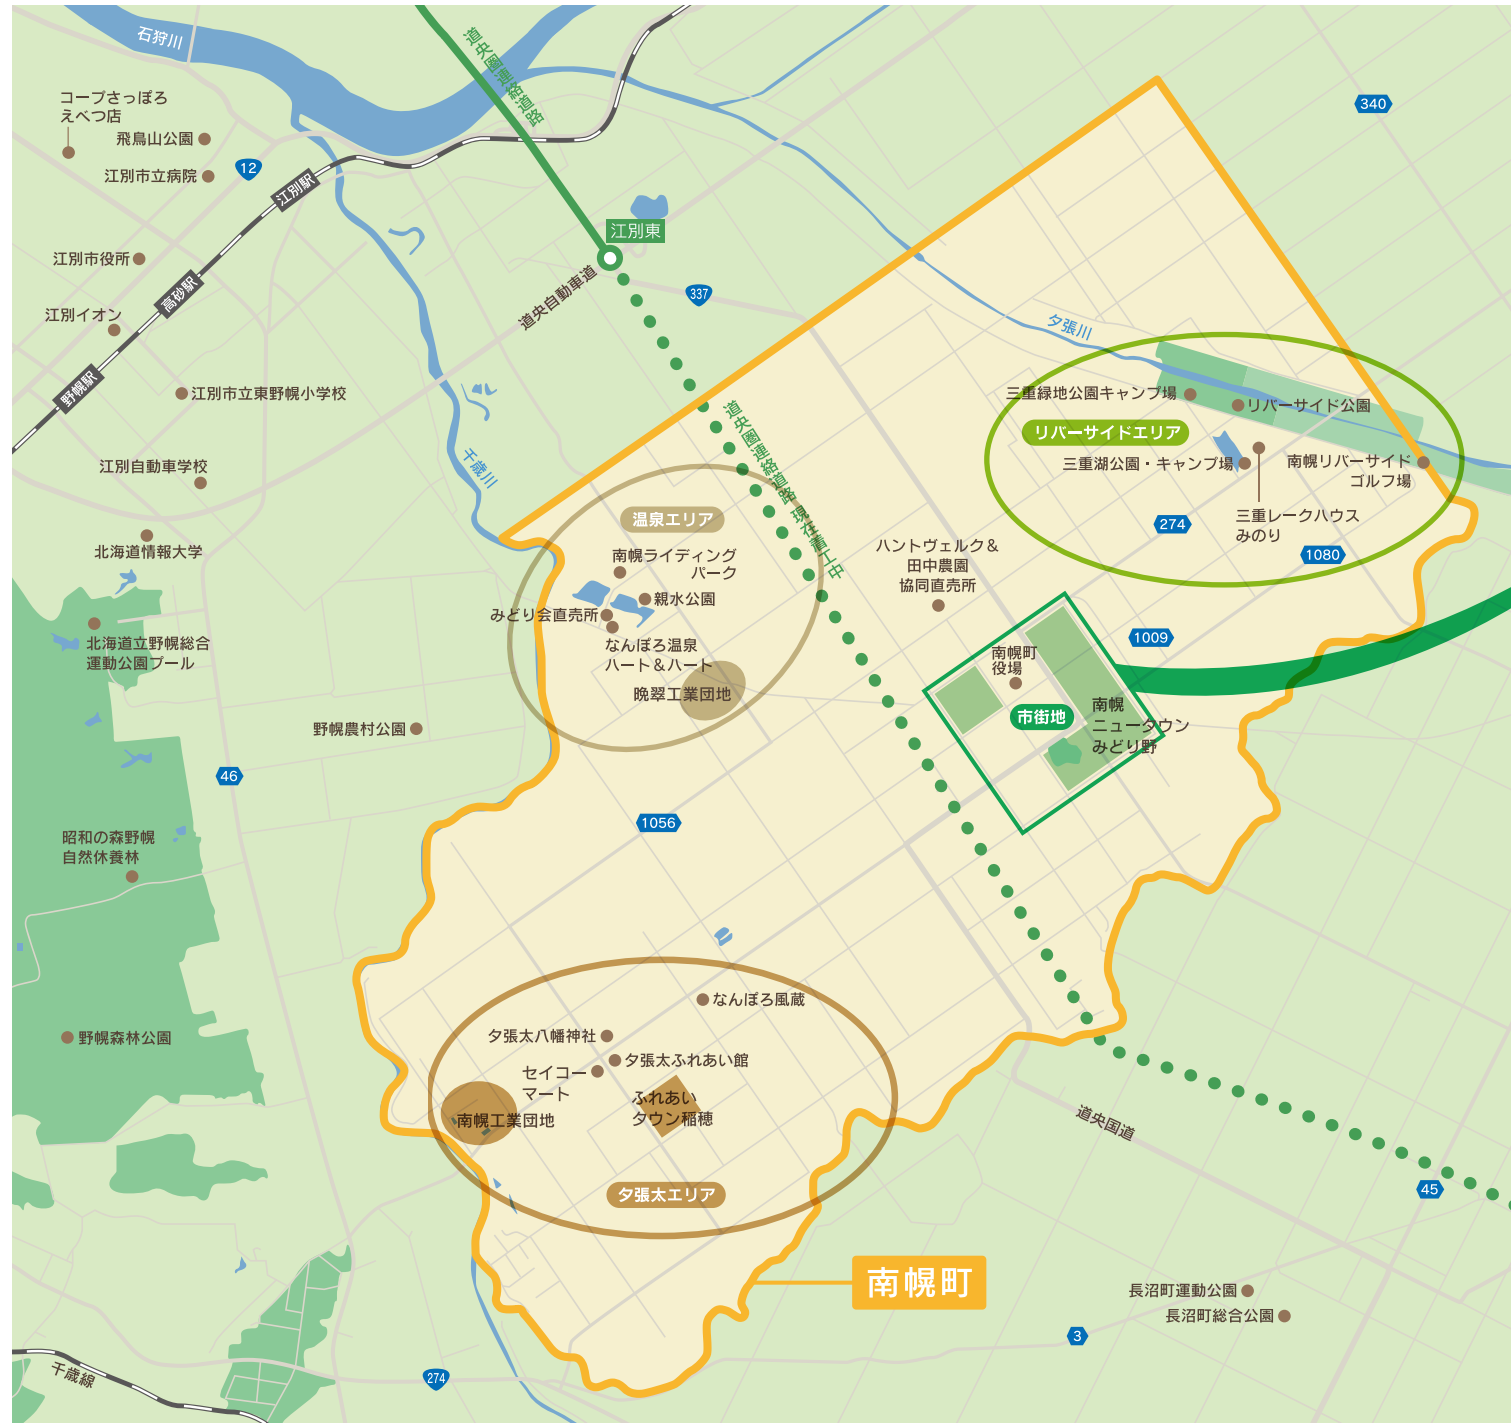 石狩川
道央圏連絡道路
340
コープさっぽろ
えべつ店
飛鳥山公園
12
江別市立病院
江別駅
江別東
江別市役所
高砂駅
道央自動車道
337
江別イオン
夕張川
野幌駅
江別市立東野幌小学校
三重緑地公園キャンプ場
リバーサイド公園
リバーサイドエリア
道央圏連絡道路 現在着工中
江別自動車学校
千歳川
三重湖公園・キャンプ場
南幌リバーサイド
ゴルフ場
温泉エリア
三重レークハウス
みのり
274
1080
北海道情報大学
南幌ライディング
パーク
ハントヴェルク&
田中農園
協同直売所
親水公園
みどり会直売所
北海道立野幌総合
運動公園プール
なんぽろ温泉
ハート&ハート
1009
南幌町
役場
晩翠工業団地
市街地
南幌
ニュータウン
みどり野
野幌農村公園
46
1056
昭和の森野幌
自然休養林
なんぽろ風蔵
野幌森林公園
夕張太八幡神社
夕張太ふれあい館
セイコー
マート
ふれあい
タウン稲穂
南幌工業団地
道央国道
夕張太エリア
45
南幌町
長沼町運動公園
長沼町総合公園
3
千歳線
274